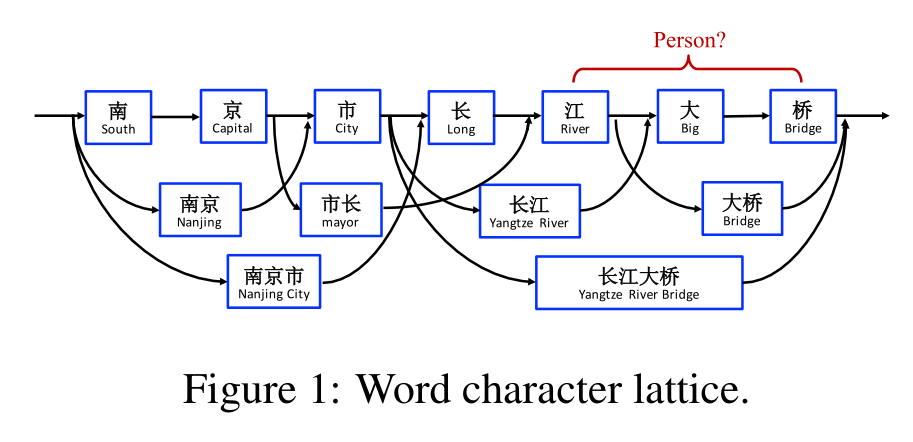 Person?
南
South
京
Capital
市
City
长
Long
江
River
大
Big
桥
Bridge
南京
Nanjing
市长
mayor
长江
Yangtze River
大桥
Bridge
南京市
Nanjing City
长江大桥
Yangtze River Bridge
Figure 1: Word character lattice.